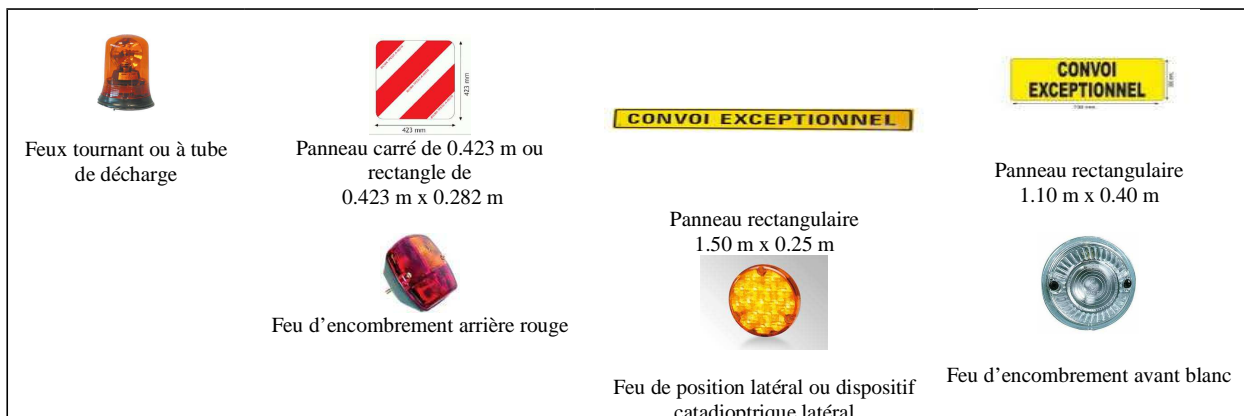 Feux tournant ou à tube
de décharge
423 mm
423 mm
Panneau carré de 0.423 m ou
rectangle de
0.423 m x 0.282 m
Feu d’encombrement arrière rouge
CONVOI EXCEPTIONNEL
Panneau rectangulaire
1.50 m x 0.25 m
Feu de position latéral ou dispositif
catadioptrique latéral
CONVOI
EXCEPTIONNEL
Panneau rectangulaire
1.10 m x 0.40 m
Feu d’encombrement avant blanc